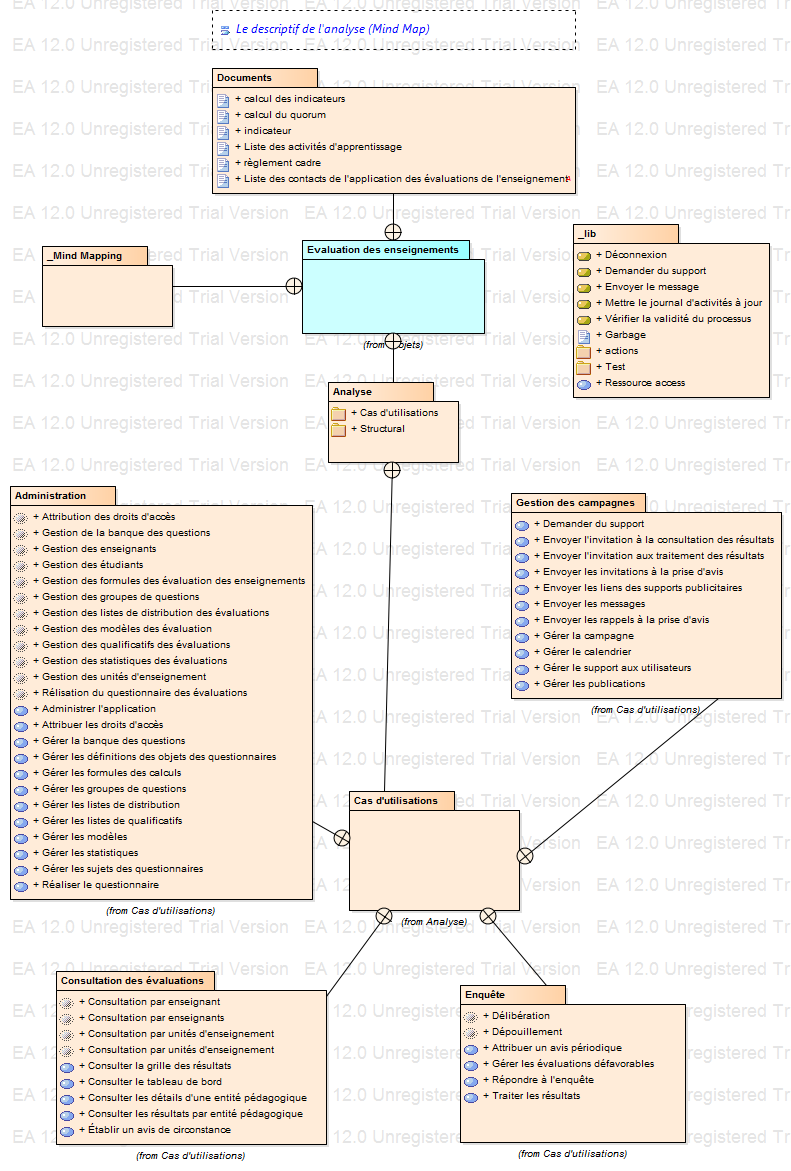 Le descriptif de l'analyse (Mind Map)
Documents
+ calcul des indicateurs
+ calcul du quorum
+ indicateur
+ Liste des activités d'apprentissage
+ règlement cadre
+ Liste des contacts de l'application des évaluations de l'enseignement
_Mind Mapping
Evaluation des enseignements
_lib
+ Déconnexion
+ Demander du support
+ Envoyer le message
+ Mettre le journal d'activités à jour
+ Vérifier la validité du processus
+ Garbage
+ actions
+ Test
+ Ressource access
(from
Analyse
+ Cas d'utilisations
+ Structural
Administration
+ Attribution des droits d'accès
+ Gestion de la banque des questions
+ Gestion des enseignants
+ Gestion des étudiants
+ Gestion des formules des évaluation des enseignements
+ Gestion des groupes de questions
+ Gestion des listes de distribution des évaluations
+ Gestion des modèles des évaluation
+ Gestion des qualificatifs des évaluations
+ Gestion des statistiques des évaluations
+ Gestion des unités d'enseignement
+ Rélisation du questionnaire des évaluations
+ Administrer l'application
+ Attribuer les droits d'accès
+ Gérer la banque des questions
+ Gérer les définitions des objets des questionnaires
+ Gérer les formules des calculs
+ Gérer les groupes de questions
+ Gérer les listes de distribution
+ Gérer les listes de qualificatifs
+ Gérer les modèles
+ Gérer les statistiques
+ Gérer les sujets des questionnaires
+ Réaliser le questionnaire
(from Cas d'utilisations)
Gestion des campagnes
+ Demander du support
+ Envoyer l'invitation à la consultation des résultats
+ Envoyer l'invitation aux traitement des résultats
+ Envoyer les invitations à la prise d'avis
+ Envoyer les liens des supports publicitaires
+ Envoyer les messages
+ Envoyer les rappels à la prise d'avis
+ Gérer la campagne
+ Gérer le calendrier
+ Gérer le support aux utilisateurs
+ Gérer les publications
(from Cas d'utilisations)
Cas d'utilisations
(from Analyse)
Consultation des évaluations
+ Consultation par enseignant
+ Consultation par enseignants
+ Consultation par unités d'enseignement
+ Consultation par unités d'enseignement
+ Consulter la grille des résultats
+ Consulter le tableau de bord
+ Consulter les détails d'une entité pédagogique
+ Consulter les résultats par entité pédagogique
+ Établir un avis de circonstance
(from Cas d'utilisations)
Enquête
+ Délibération
+ Dépouillement
+ Attribuer un avis périodique
+ Gérer les évaluations défavorables
+ Répondre à l'enquête
+ Traiter les résultats
(from Cas d'utilisations)
EA 12.0 Unregistered Trial Version